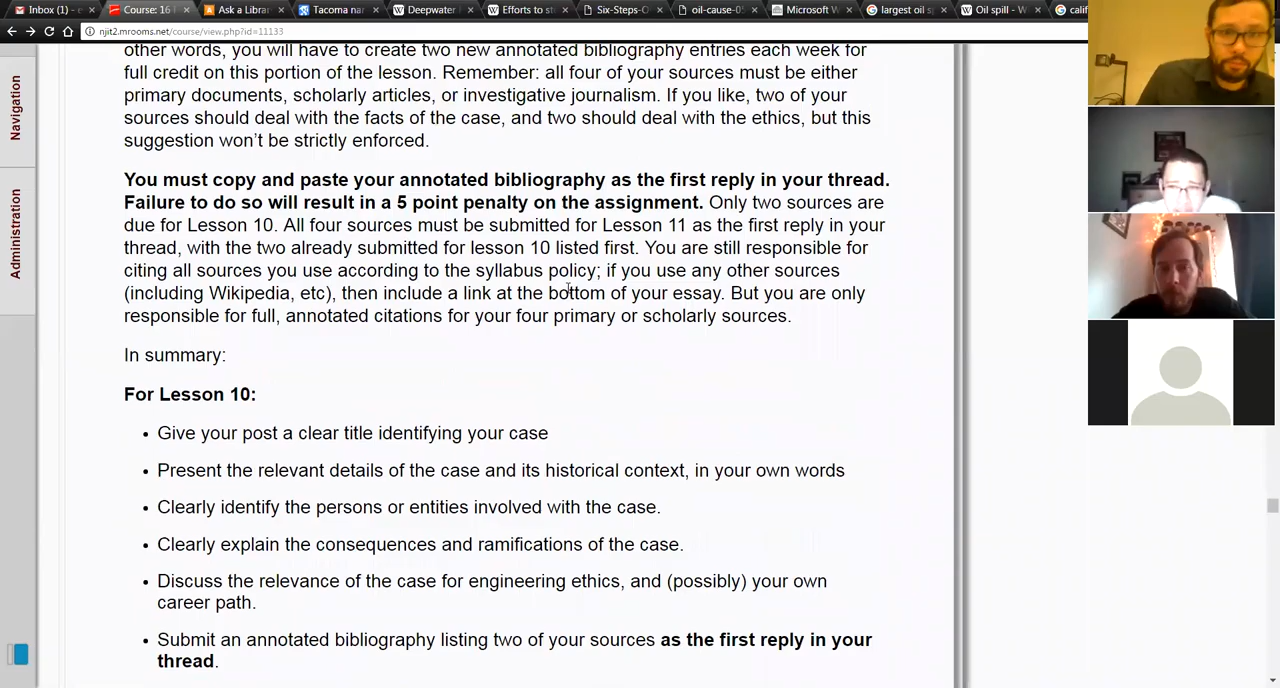 Inbox (1) - e
Course: 16 F
Ask a Librar
Tacoma nar
Deepwater
Efforts to st
Six-Steps-O
oil-cause-05
Microsoft W
largest oil sp
Oil spill - W
calif
njit2.mrooms.net/course/view.php?id=11133
Navigation
Administration
other words, you will have to create two new annotated bibliography entries each week for
full credit on this portion of the lesson. Remember: all four of your sources must be either
primary documents, scholarly articles, or investigative journalism. If you like, two of your
sources should deal with the facts of the case, and two should deal with the ethics, but this
suggestion won’t be strictly enforced.
You must copy and paste your annotated bibliography as the first reply in your thread.
Failure to do so will result in a 5 point penalty on the assignment. Only two sources are
due for Lesson 10. All four sources must be submitted for Lesson 11 as the first reply in your
thread, with the two already submitted for lesson 10 listed first. You are still responsible for
citing all sources you use according to the syllabus policy; if you use any other sources
(including Wikipedia, etc), then include a link at the bottom of your essay. But you are only
responsible for full, annotated citations for your four primary or scholarly sources.
In summary:
For Lesson 10:
• Give your post a clear title identifying your case
• Present the relevant details of the case and its historical context, in your own words
• Clearly identify the persons or entities involved with the case.
• Clearly explain the consequences and ramifications of the case.
• Discuss the relevance of the case for engineering ethics, and (possibly) your own
career path.
• Submit an annotated bibliography listing two of your sources as the first reply in your
thread.